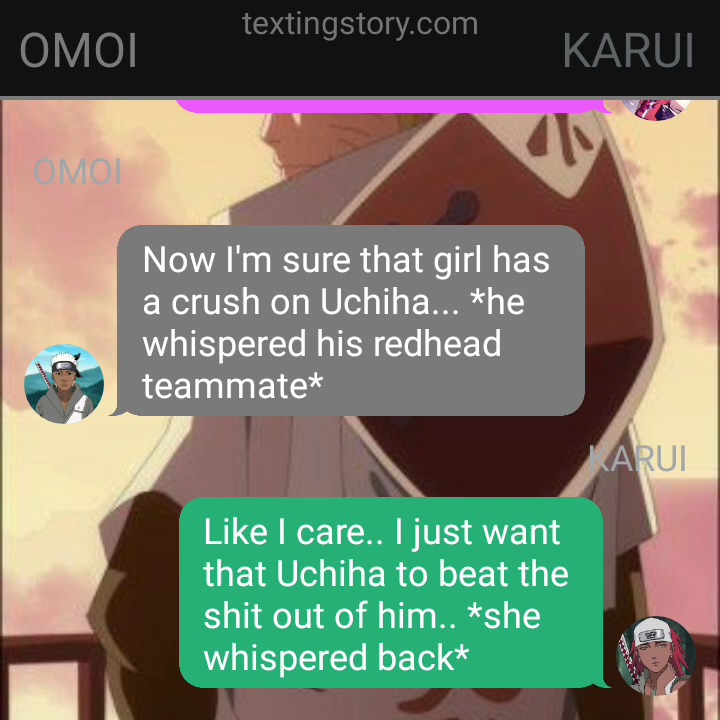 textingstory.com
OMOI
KARUI
OMOI
Now I'm sure that girl has
a crush on Uchiha... *he
whispered his redhead
teammate*
KARUI
Like I care.. I just want
that Uchiha to beat the
shit out of him.. *she
whispered back*